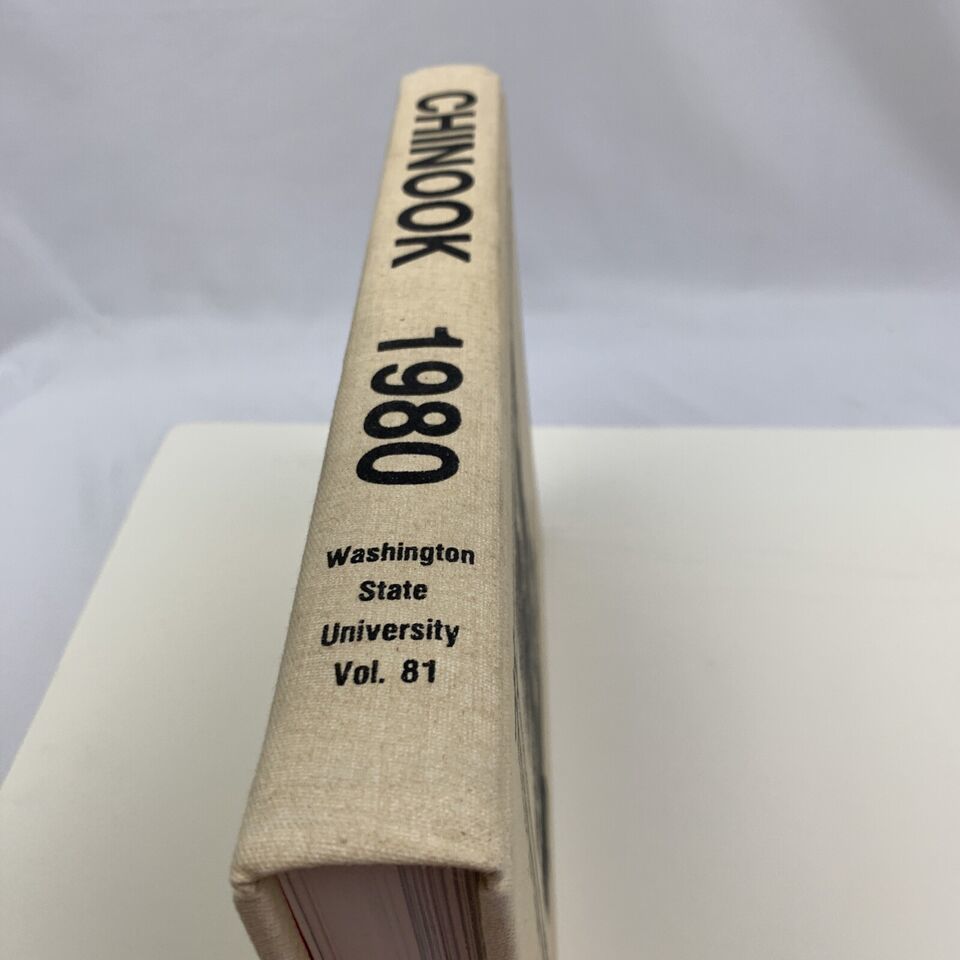 CHINOOK 1980
Washington
State
University
Vol. 81